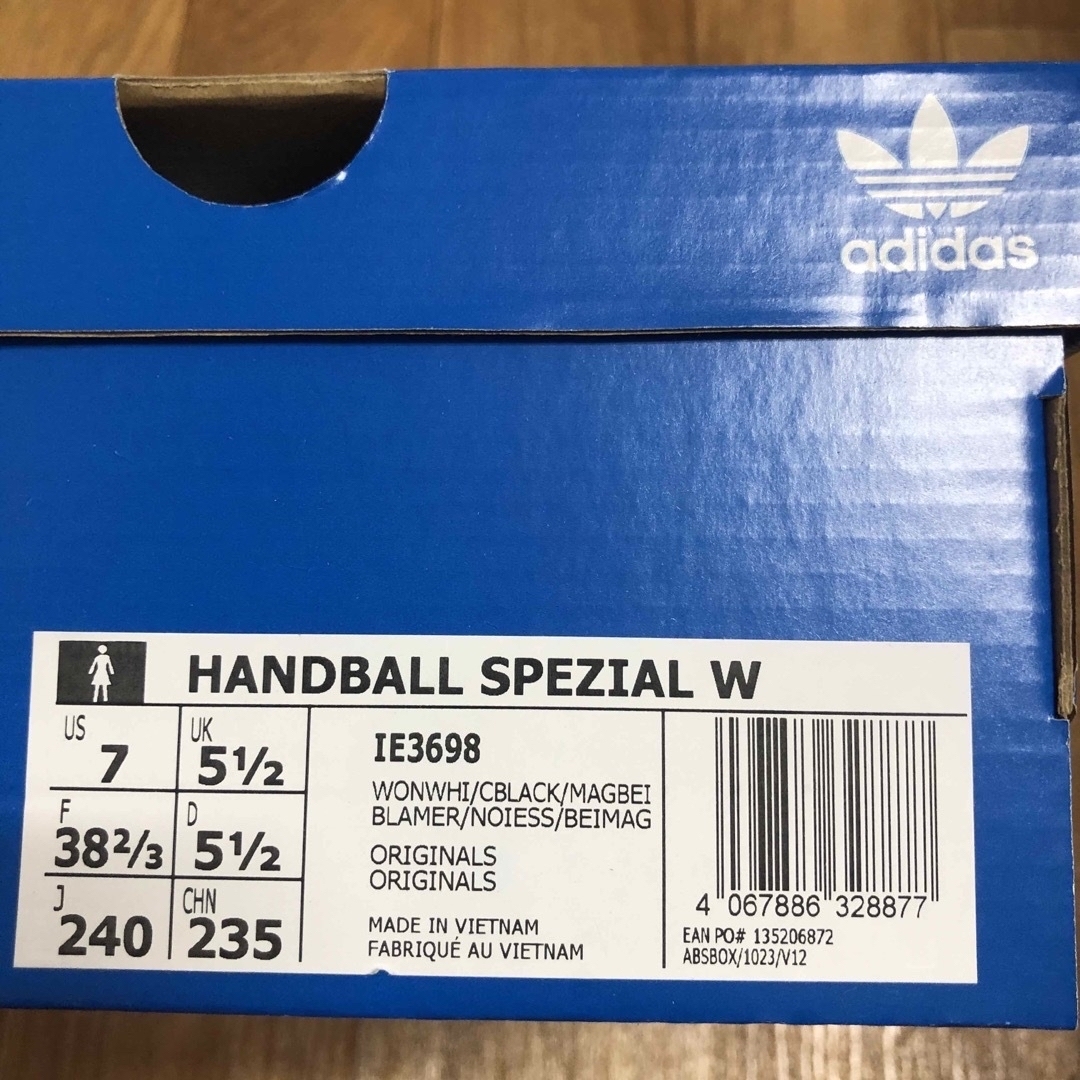 adidas
HANDBALL SPEZIAL W
US 7 UK 5½
F 38⅔ D 5½
J 240 CHN 235
IE3698
WONWHI/CBLACK/MAGBEI
BLAMER/NOIESS/BEIMAG
ORIGINALS
ORIGINALS
MADE IN VIETNAM
FABRIQUÉ AU VIETNAM
4 067886 328877
EAN PO# 135206872
ABSBOX/1023/V12